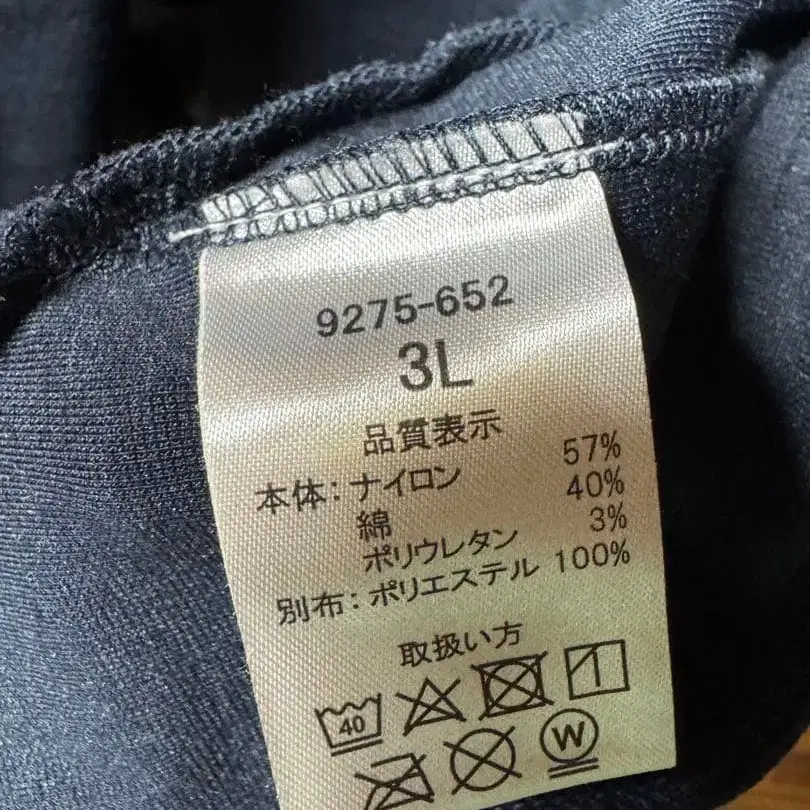 9275-652
3L
品質表示
本体：ナイロン 57%
綿 40%
ポリウレタン 3%
別布：ポリエステル 100%
取扱い方
40
W